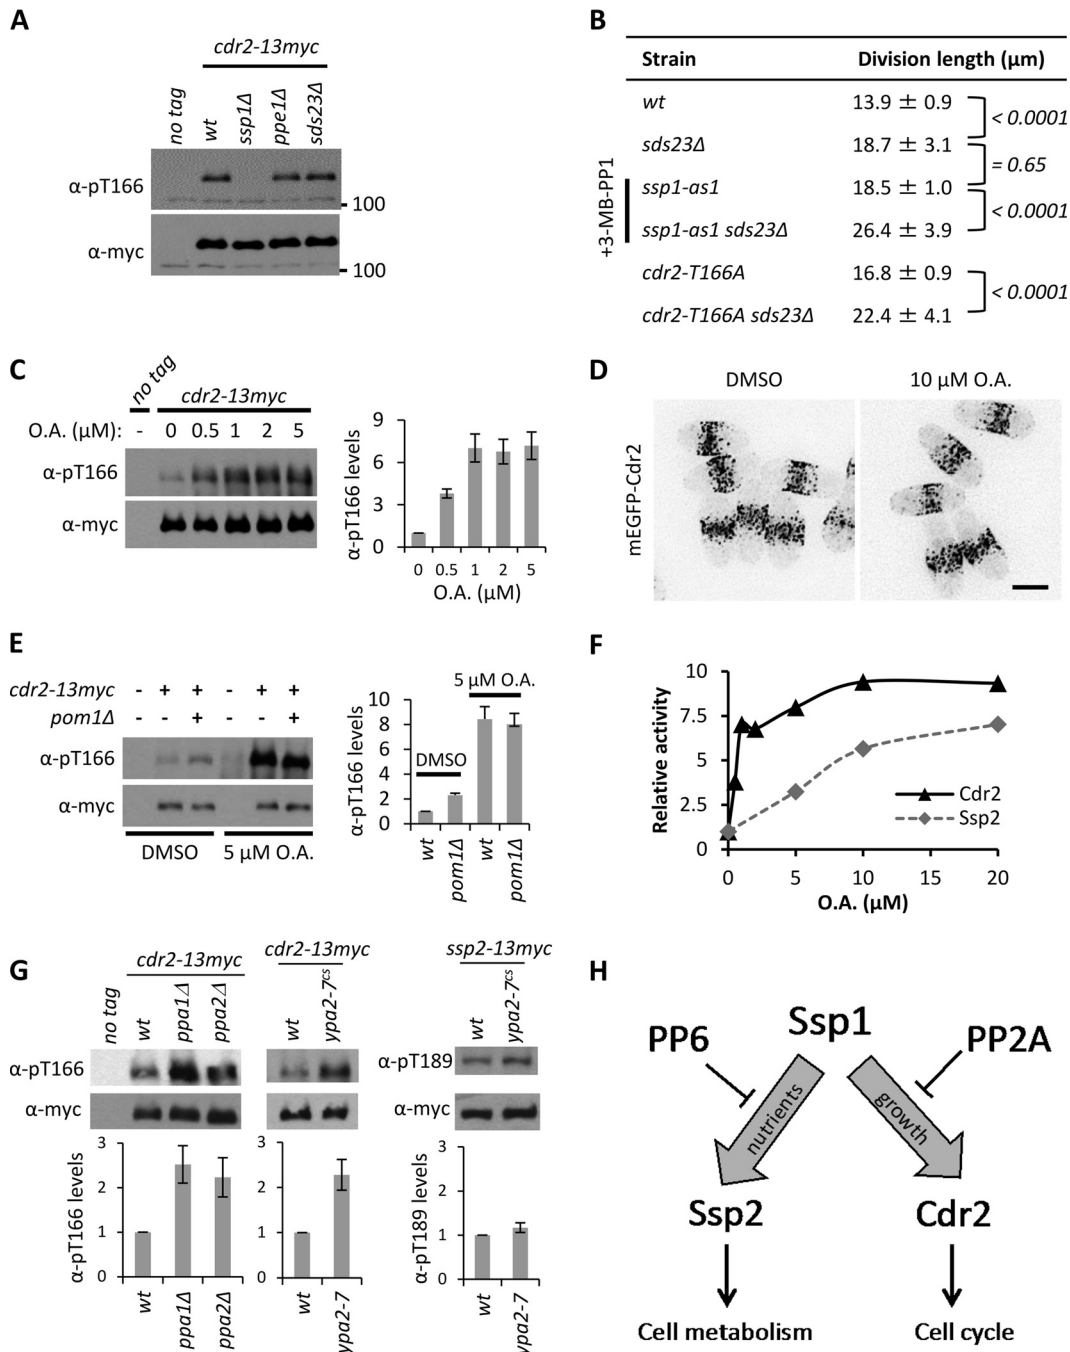 A
cdr2-13myc
no tag
wt
ssp1Δ
ppe1Δ
sds23Δ
α-pT166
100
α-myc
100
B
Strain Division length (μm)
wt 13.9 ± 0.9
< 0.0001
sds23Δ 18.7 ± 3.1
= 0.65
ssp1-as1 18.5 ± 1.0
< 0.0001
ssp1-as1 sds23Δ 26.4 ± 3.9
+3-MB-PP1
cdr2-T166A 16.8 ± 0.9
< 0.0001
cdr2-T166A sds23Δ 22.4 ± 4.1
C
no tag
cdr2-13myc
O.A. (μM): - 0 0.5 1 2 5
α-pT166
α-myc
α-pT166 levels
9
6
3
0
0 0.5 1 2 5
O.A. (μM)
D
DMSO 10 μM O.A.
mEGFP-Cdr2
E
cdr2-13myc - + + - + +
pom1Δ - - + - - +
α-pT166
α-myc
DMSO 5 μM O.A.
α-pT166 levels
10
8
6
4
2
0
DMSO
5 μM O.A.
wt
pom1Δ
wt
pom1Δ
F
Relative activity
10
7.5
5
2.5
0
Cdr2
Ssp2
0 5 10 15 20
O.A. (μM)
G
cdr2-13myc
no tag
wt
ppa1Δ
ppa2Δ
α-pT166
α-myc
α-pT166 levels
3
2
1
0
wt
ppa1Δ
ppa2Δ
cdr2-13myc
wt
ypa2-7cs
3
2
1
0
wt
ypa2-7
ssp2-13myc
wt
ypa2-7cs
α-pT189
α-myc
α-pT189 levels
3
2
1
0
wt
ypa2-7
H
Ssp1
PP6 PP2A
nutrients
growth
Ssp2 Cdr2
Cell metabolism Cell cycle